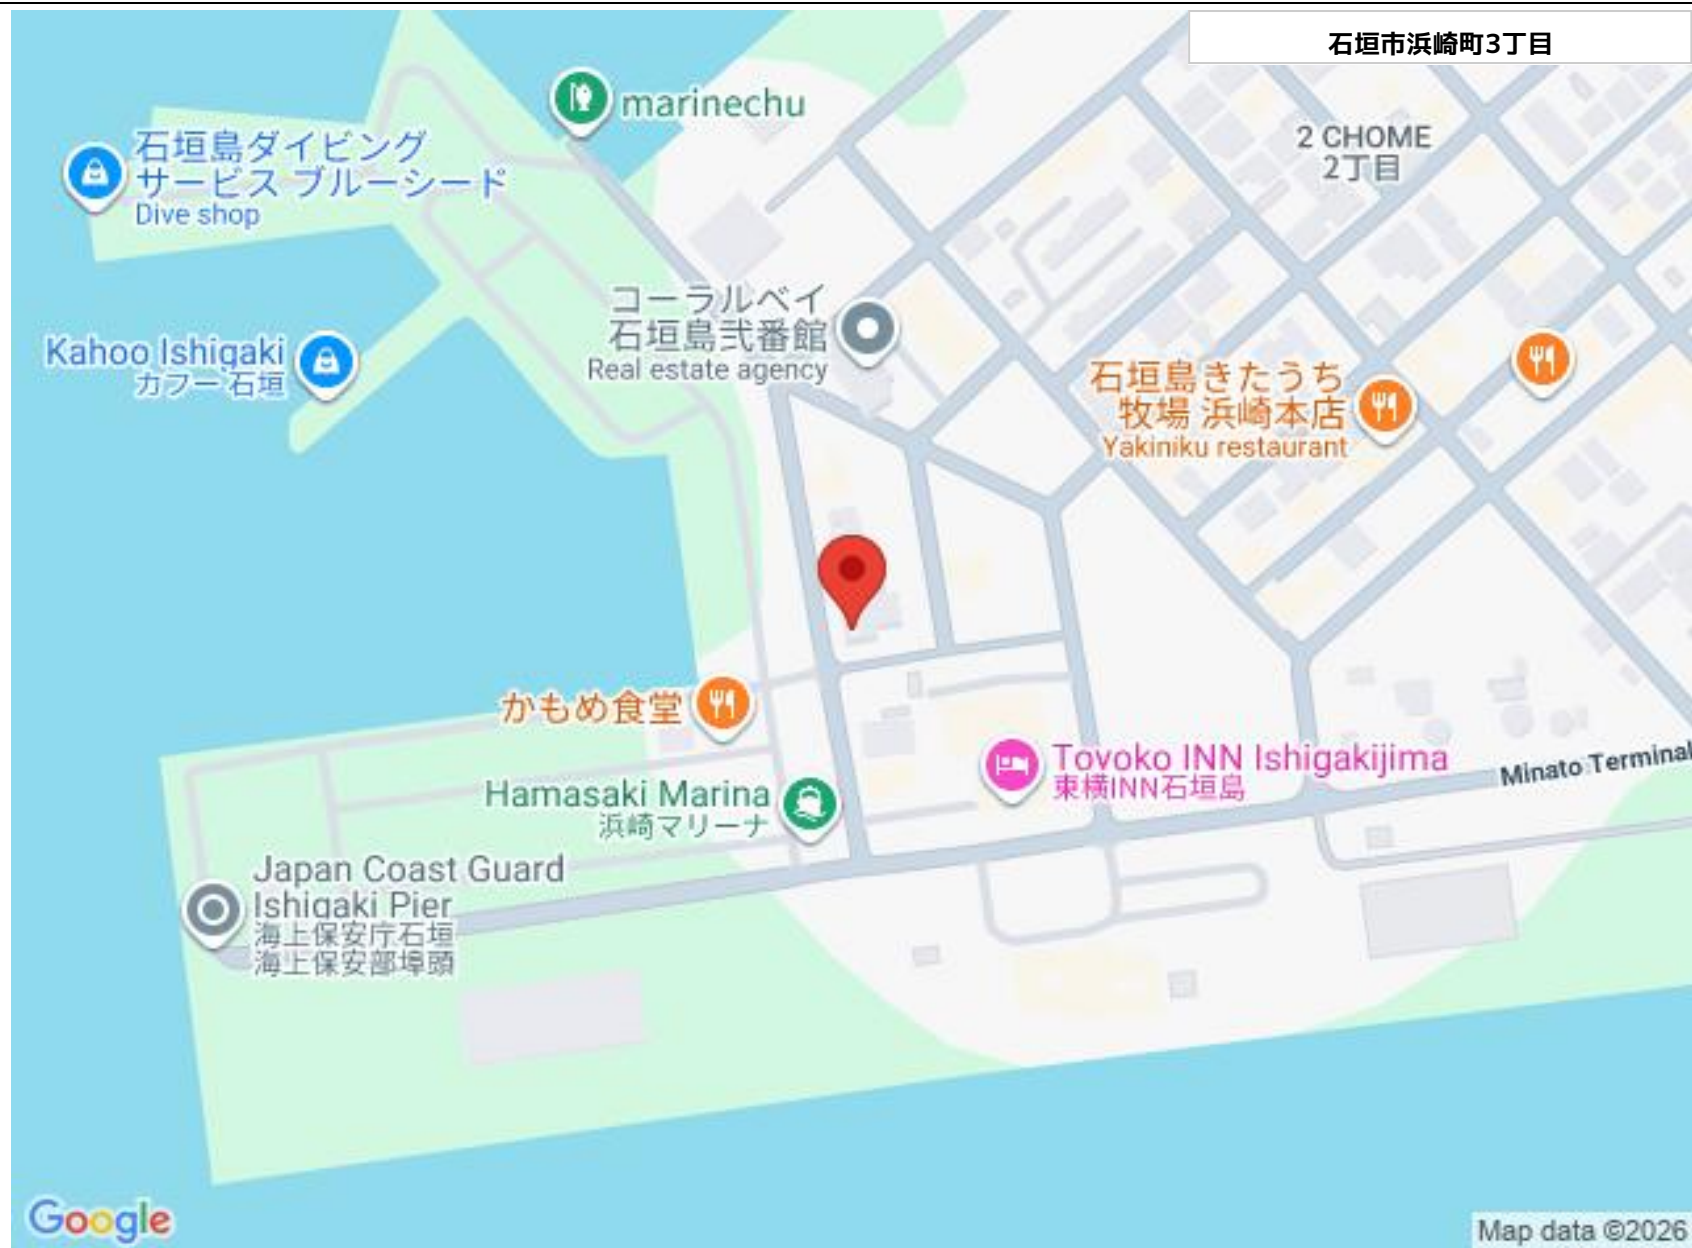 石垣市浜崎町3丁目
marinechu
2 CHOME
2丁目
石垣島ダイビング
サービス ブルーシード
Dive shop
コーラルベイ
石垣島弐番館
Real estate agency
Kahoo Ishigaki
カフー 石垣
石垣島きたうち
牧場 浜崎本店
Yakiniku restaurant
かもめ食堂
Toyoko INN Ishigakijima
東横INN石垣島
Minato Terminal
Hamasaki Marina
浜崎マリーナ
Japan Coast Guard
Ishigaki Pier
海上保安庁石垣
海上保安部埠頭
Google
Map data ©2026